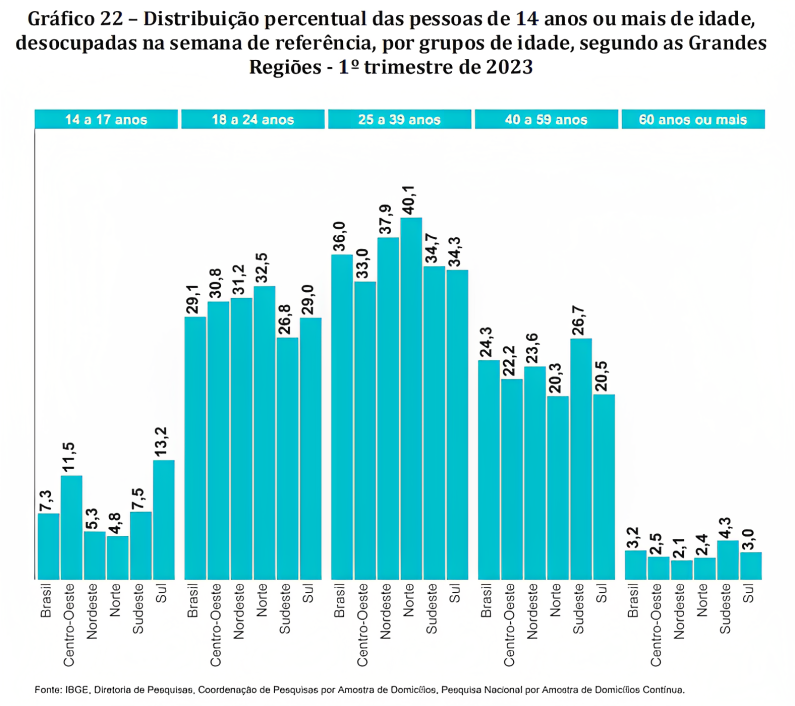 Gráfico 22 – Distribuição percentual das pessoas de 14 anos ou mais de idade,
desocupadas na semana de referência, por grupos de idade, segundo as Grandes
Regiões - 1º trimestre de 2023
14 a 17 anos 18 a 24 anos 25 a 39 anos 40 a 59 anos 60 anos ou mais
7,3 11,5 5,3 4,8 7,5 13,2
29,1 30,8 31,2 32,5 26,8 29,0
36,0 33,0 37,9 40,1 34,7 34,3
24,3 22,2 23,6 20,3 26,7 20,5
3,2 2,5 2,1 2,4 4,3 3,0
Brasil Centro-Oeste Nordeste Norte Sudeste Sul
Brasil Centro-Oeste Nordeste Norte Sudeste Sul
Brasil Centro-Oeste Nordeste Norte Sudeste Sul
Brasil Centro-Oeste Nordeste Norte Sudeste Sul
Brasil Centro-Oeste Nordeste Norte Sudeste Sul
Fonte: IBGE, Diretoria de Pesquisas, Coordenação de Pesquisas por Amostra de Domicílios, Pesquisa Nacional por Amostra de Domicílios Contínua.